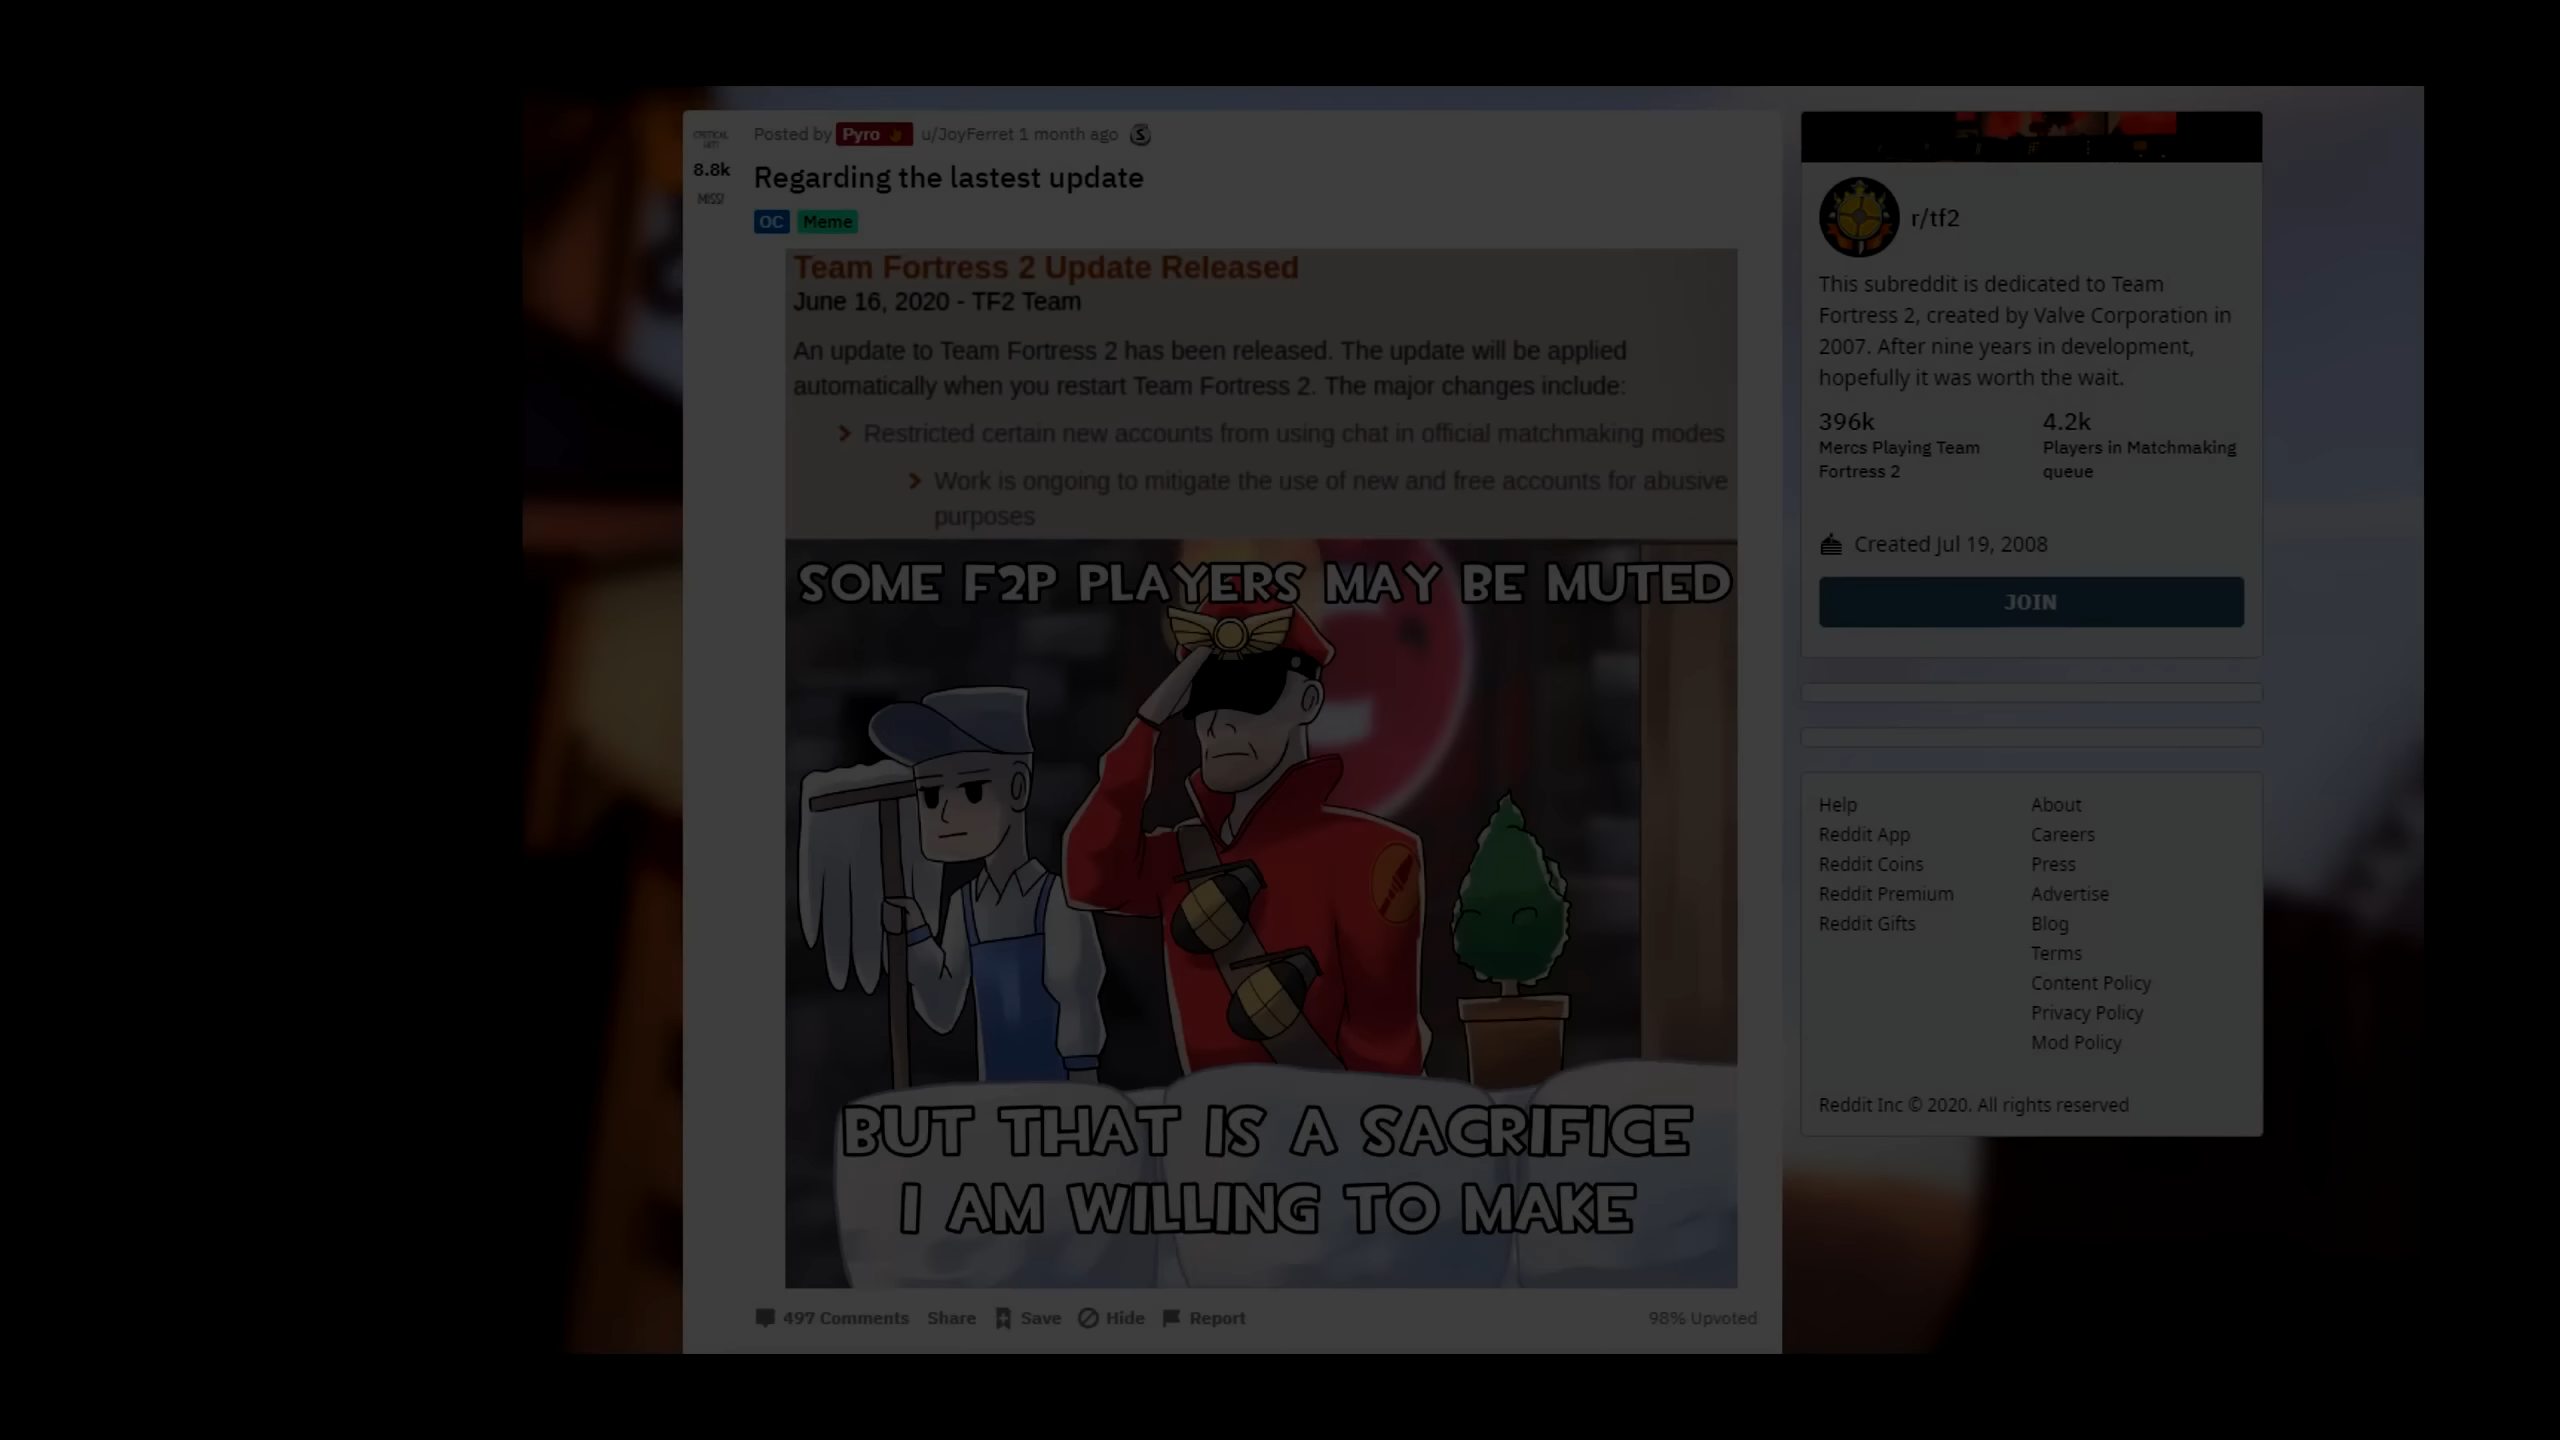 CRITICAL HIT!
8.8k
MISS!
Posted by Pyro u/JoyFerret 1 month ago
Regarding the lastest update
OC Meme
Team Fortress 2 Update Released
June 16, 2020 - TF2 Team
An update to Team Fortress 2 has been released. The update will be applied
automatically when you restart Team Fortress 2. The major changes include:
Restricted certain new accounts from using chat in official matchmaking modes
Work is ongoing to mitigate the use of new and free accounts for abusive
purposes
SOME F2P PLAYERS MAY BE MUTED
BUT THAT IS A SACRIFICE
I AM WILLING TO MAKE
497 Comments Share Save Hide Report 98% Upvoted
r/tf2
This subreddit is dedicated to Team
Fortress 2, created by Valve Corporation in
2007. After nine years in development,
hopefully it was worth the wait.
396k 4.2k
Mercs Playing Team Players in Matchmaking
Fortress 2 queue
Created Jul 19, 2008
JOIN
Help About
Reddit App Careers
Reddit Coins Press
Reddit Premium Advertise
Reddit Gifts Blog
Terms
Content Policy
Privacy Policy
Mod Policy
Reddit Inc © 2020. All rights reserved